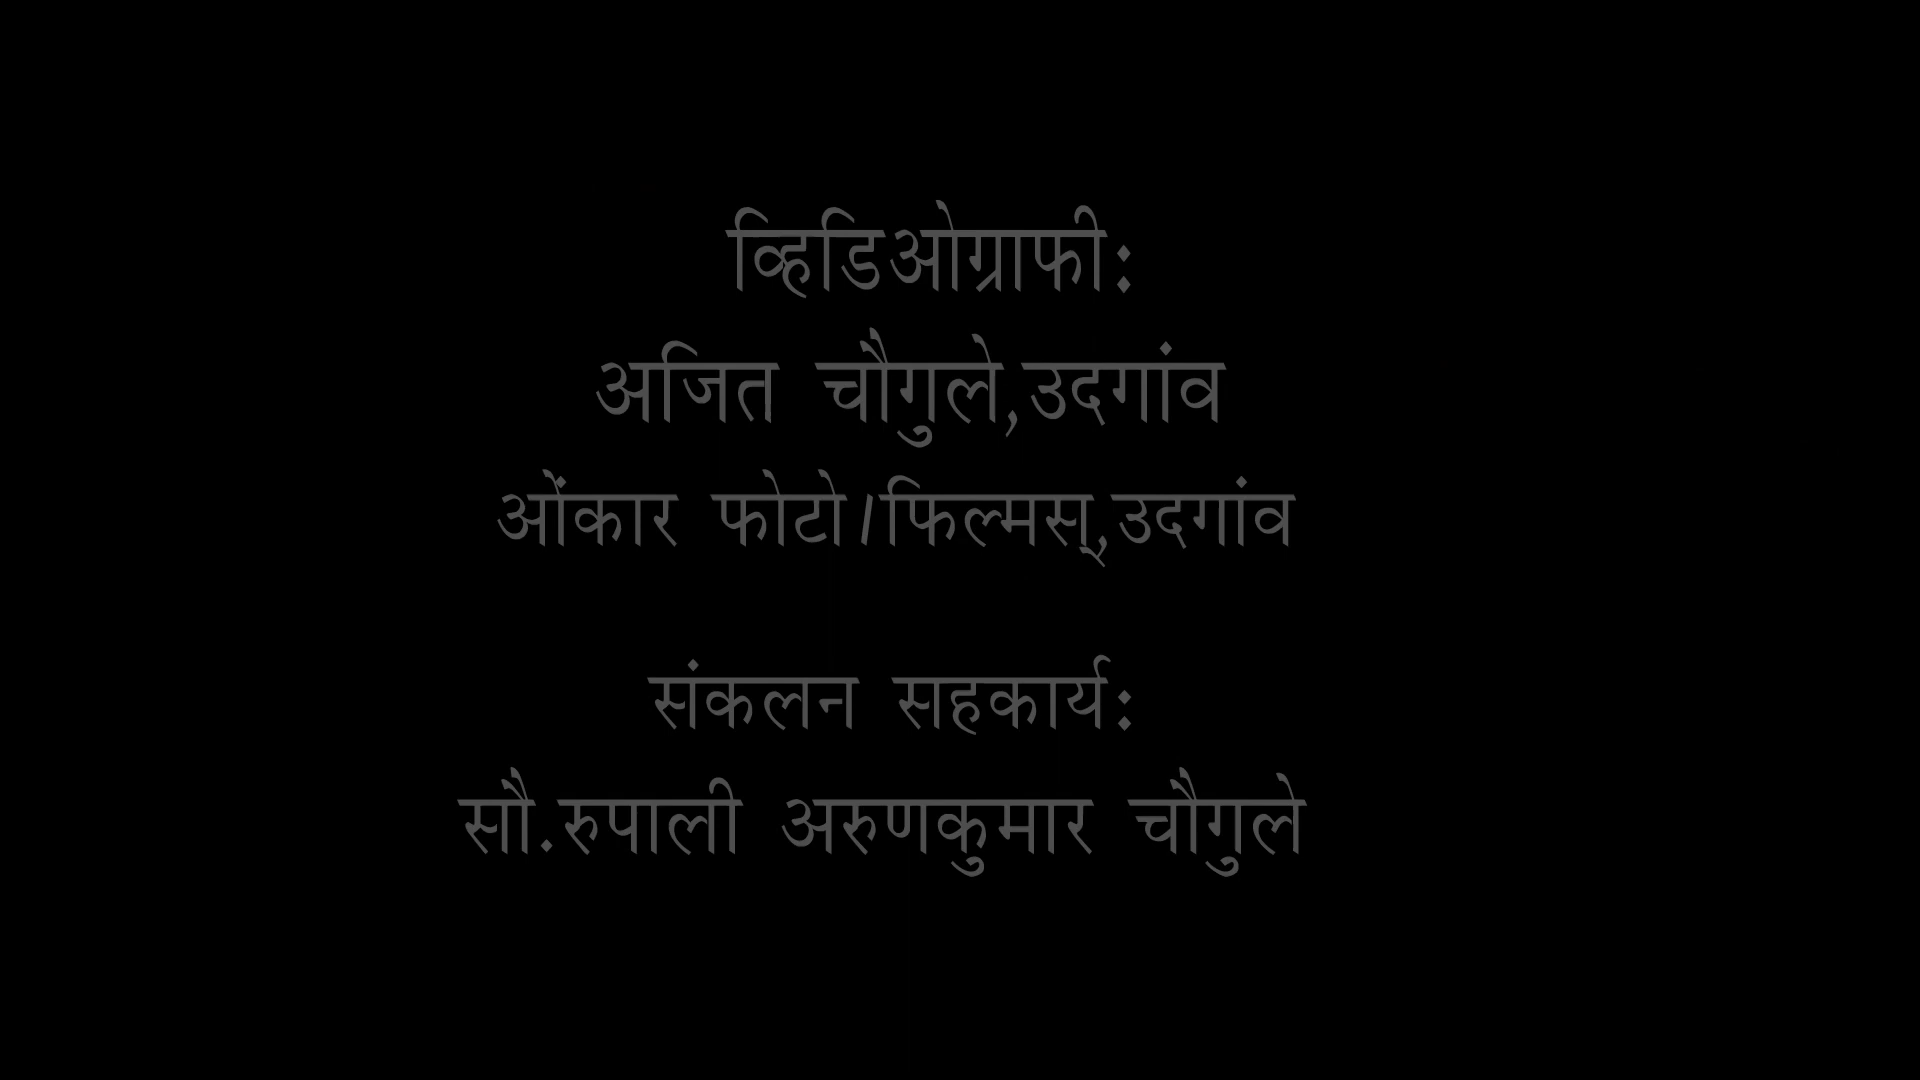 व्हिडिओग्राफी:
अजित चौगुले,उदगांव
ओंकार फोटो/फिल्मस्,उदगांव
संकलन सहकार्य:
सौ.रुपाली अरुणकुमार चौगुले